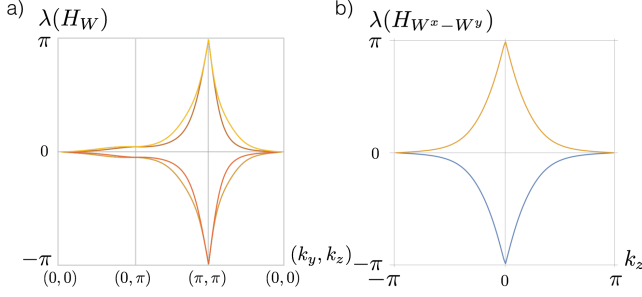 a)
λ(H_W)
π
0
−π
(0, 0)
(0, π)
(π, π)
(0, 0)
(k_y, k_z)
b)
λ(H_{W^x−W^y})
π
0
−π
−π
0
π
k_z